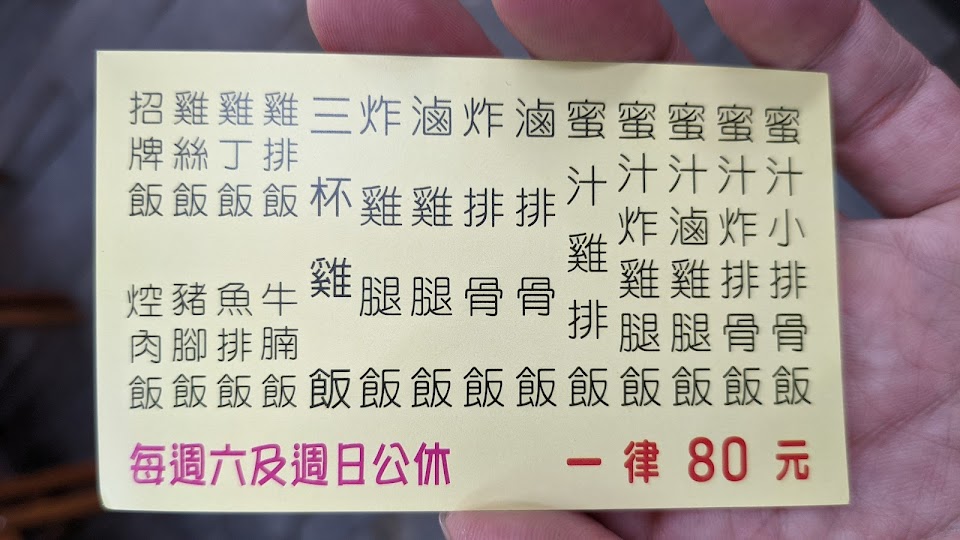 招牌飯
雞絲飯
雞丁飯
雞排飯
焢肉飯
豬腳飯
魚排飯
牛腩飯
三杯雞飯
炸雞腿飯
滷雞腿飯
炸排骨飯
滷排骨飯
蜜汁雞排飯
蜜汁炸雞腿飯
蜜汁滷雞腿飯
蜜汁炸排骨飯
蜜汁小排骨飯
每週六及週日公休
一律 80 元